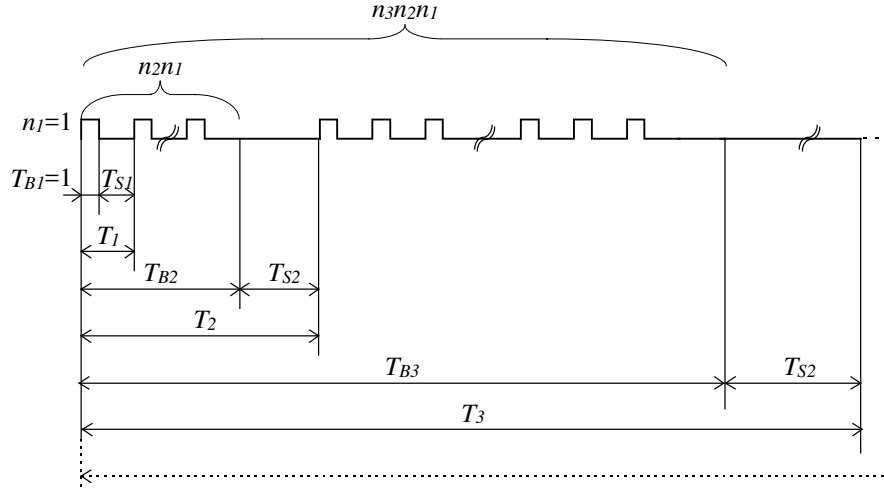 n3n2n1
n2n1
n1=1
TB1=1 TS1
T1
TB2 TS2
T2
TB3 TS2
T3